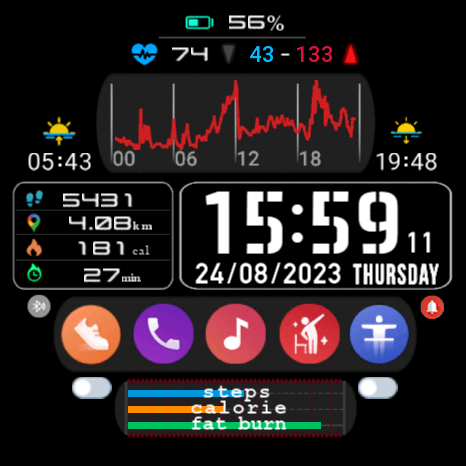 56%
74 43 - 133
00 06 12 18
05:43 19:48
5431
4.08km
181 cal
27min
15:59 11
24/08/2023 THURSDAY
steps
calorie
fat burn